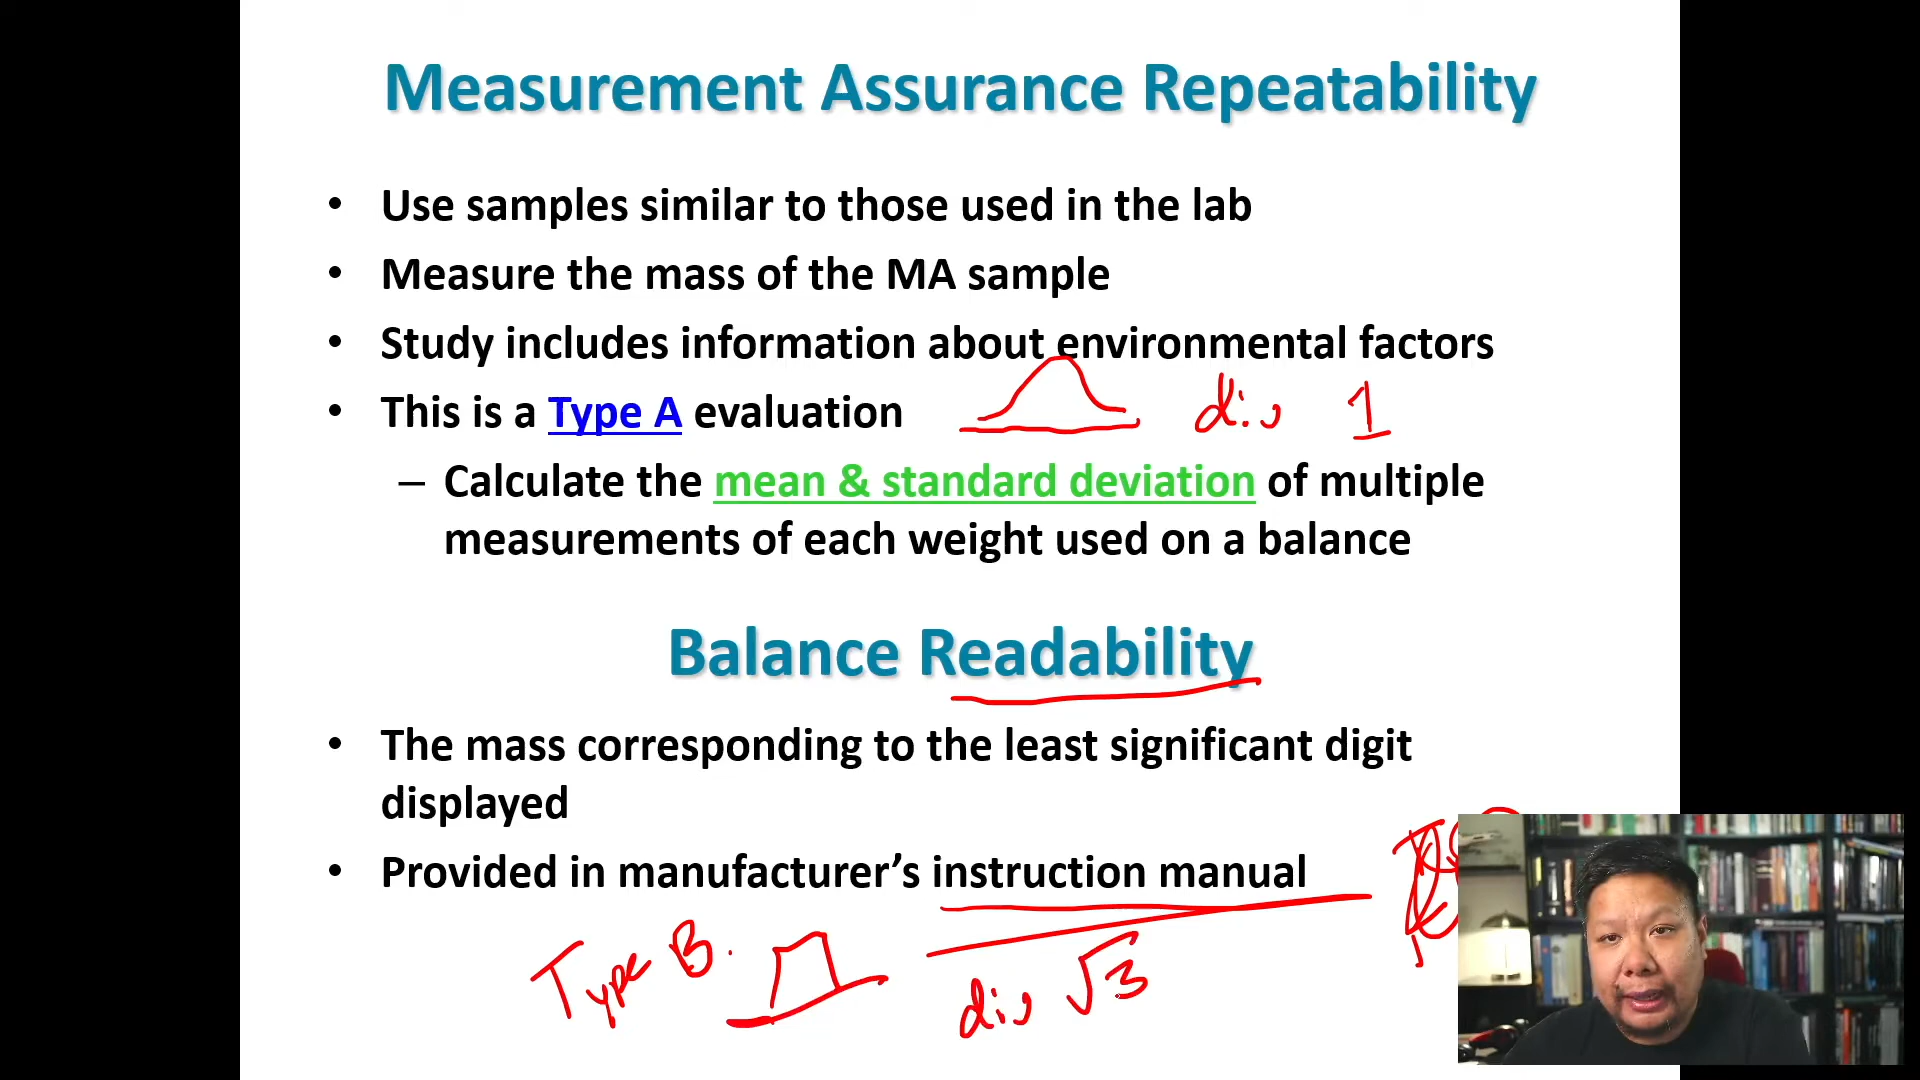 Measurement Assurance Repeatability
• Use samples similar to those used in the lab
• Measure the mass of the MA sample
• Study includes information about environmental factors
• This is a Type A evaluation
div 1
– Calculate the mean & standard deviation of multiple
measurements of each weight used on a balance
Balance Readability
• The mass corresponding to the least significant digit
displayed
• Provided in manufacturer’s instruction manual
Type B.
div √3